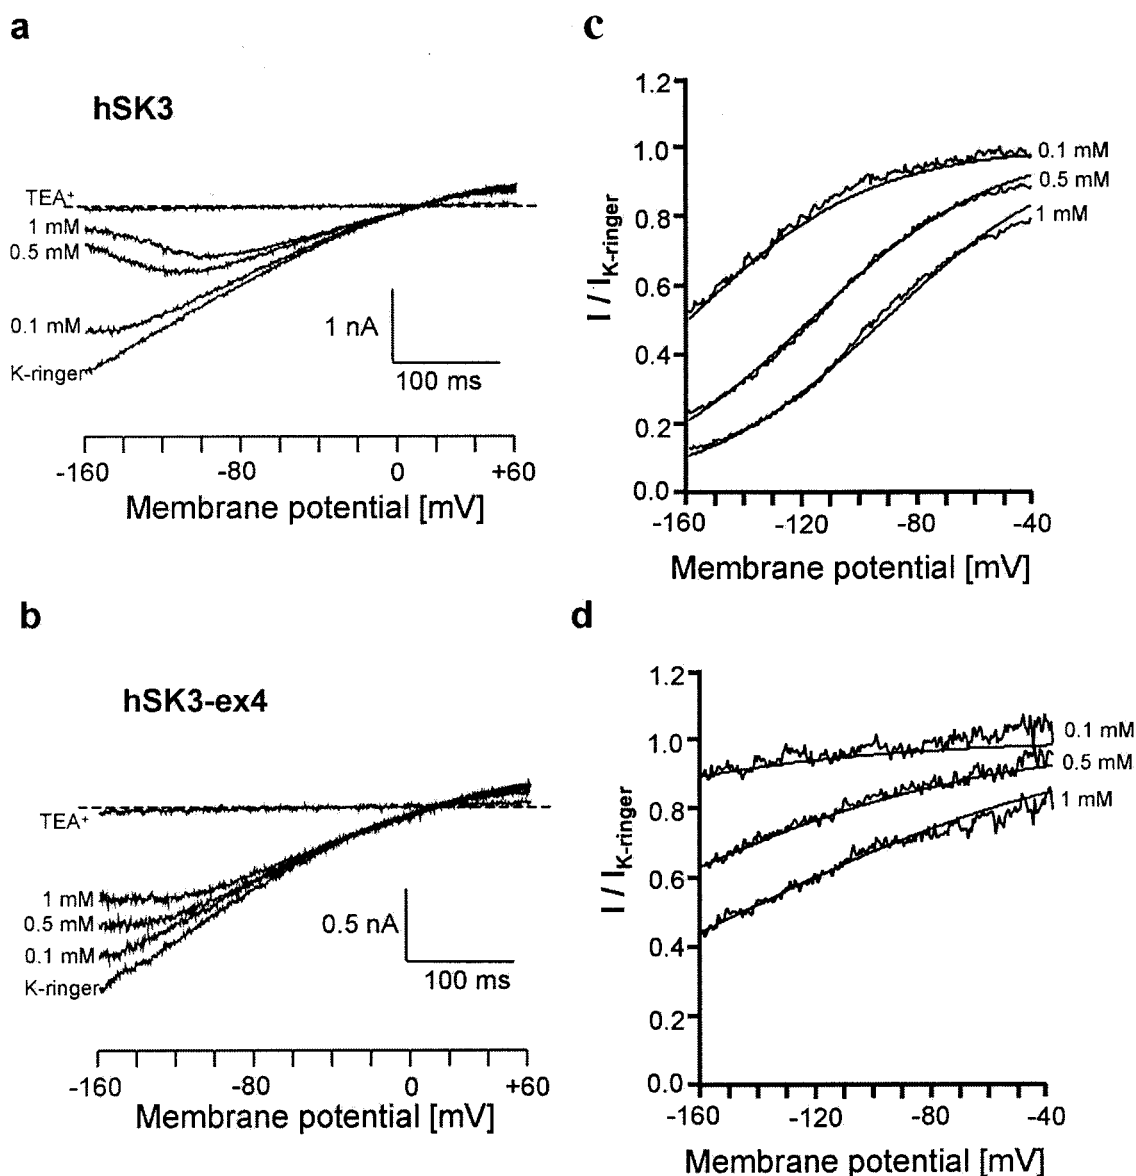 a
hSK3
TEA+
1 mM
0.5 mM
0.1 mM
K-ringer
1 nA
100 ms
-160 -80 0 +60
Membrane potential [mV]
c
1.2
1.0
0.8
0.6
0.4
0.2
0.0
I / IK-ringer
0.1 mM
0.5 mM
1 mM
-160 -120 -80 -40
Membrane potential [mV]
b
hSK3-ex4
TEA+
1 mM
0.5 mM
0.1 mM
K-ringer
0.5 nA
100 ms
-160 -80 0 +60
Membrane potential [mV]
d
1.2
1.0
0.8
0.6
0.4
0.2
0.0
I / IK-ringer
0.1 mM
0.5 mM
1 mM
-160 -120 -80 -40
Membrane potential [mV]